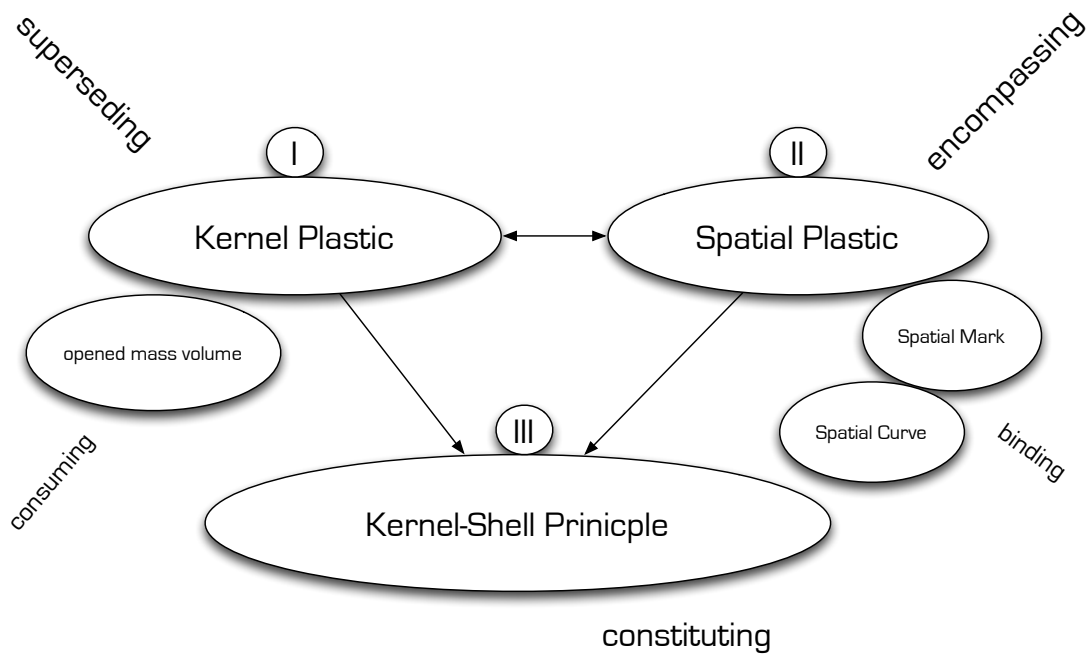 superseding
encompassing
I
II
Kernel Plastic
Spatial Plastic
opened mass volume
Spatial Mark
Spatial Curve
consuming
binding
III
Kernel-Shell Prinicple
constituting